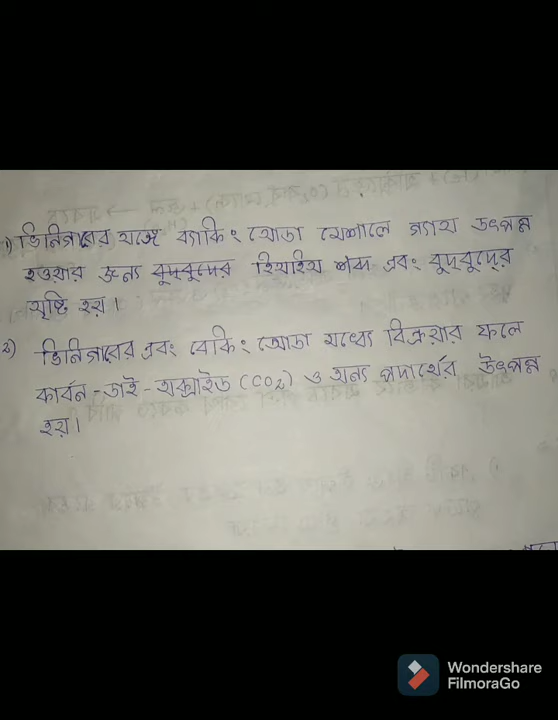 ১) ভিনিগারের সঙ্গে ব্যাকিং সোডা মেশালে গ্যাস উৎপন্ন
হওয়ার জন্য বুদবুদের হিসহিস শব্দ এবং বুদ্‌বুদের
সৃষ্টি হয়।
২) ভিনিগারের এবং বেকিং সোডা মধ্যে বিক্রয়ার ফলে
কার্বন-ডাই-অক্সাইড (CO₂) ও অন্য পদার্থের উৎপন্ন
হয়।
Wondershare
FilmoraGo